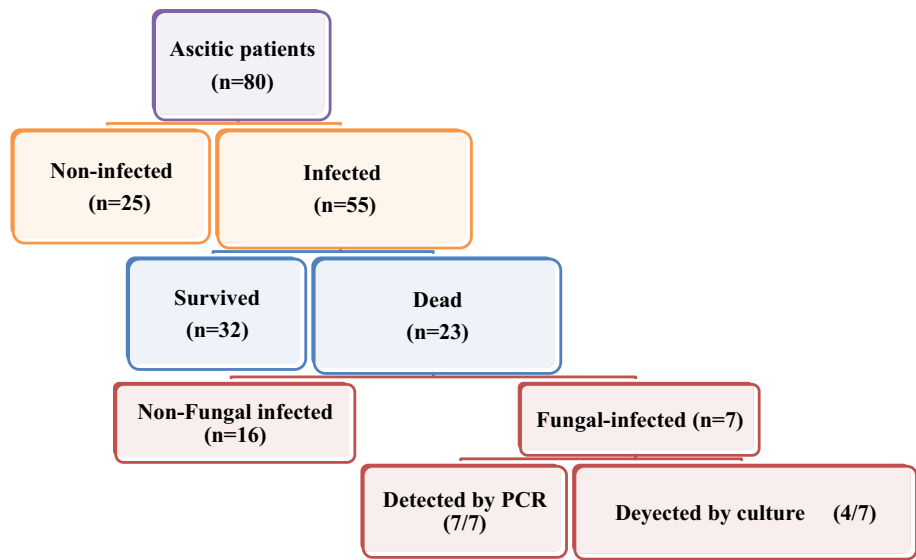 Ascitic patients
(n=80)
Non-infected
(n=25)
Infected
(n=55)
Survived
(n=32)
Dead
(n=23)
Non-Fungal infected
(n=16)
Fungal-infected (n=7)
Detected by PCR
(7/7)
Deyected by culture (4/7)